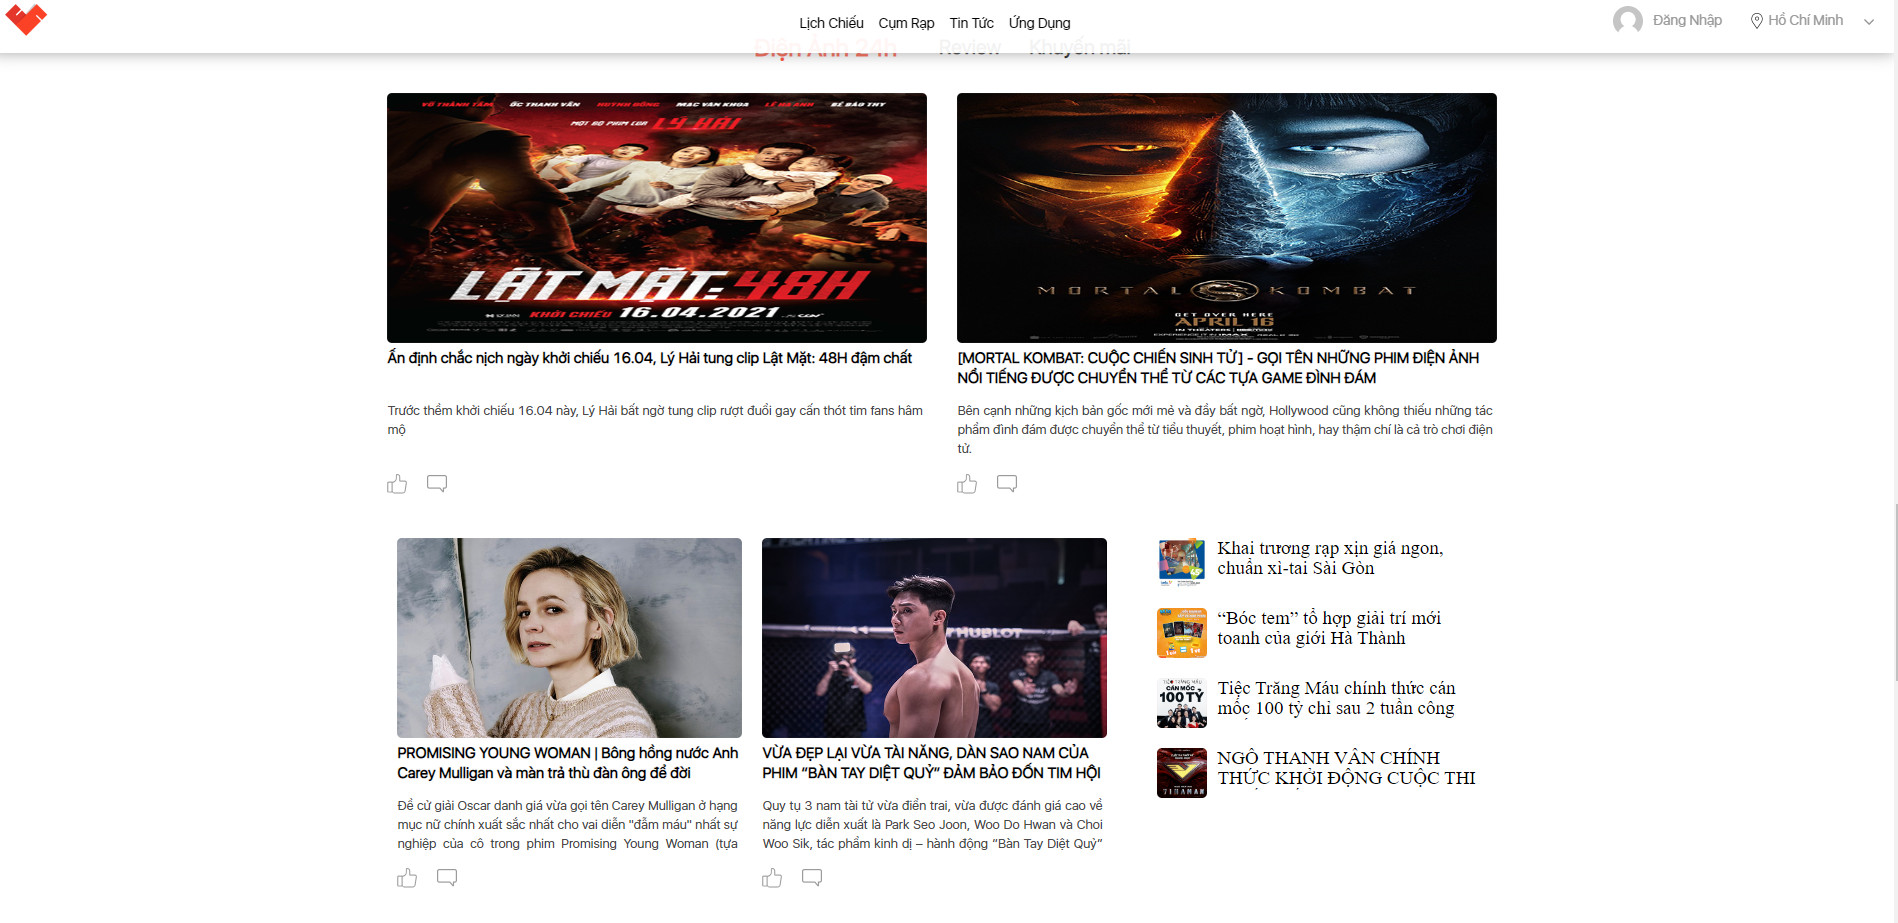 Lịch Chiếu Cụm Rạp Tin Tức Ứng Dụng
Đăng Nhập Hồ Chí Minh
Điện Ảnh 24h Review Khuyến mãi
VÕ THÀNH TÂM ỐC THANH VÂN HUỲNH ĐÔNG MẠC VAN KHOA LÊ HẠ ANH BÉ BẢO THY
MỘT BỘ PHIM CỦA LÝ HẢI
LẬT MẶT: 48H
KHỞI CHIẾU 16.04.2021
MORTAL KOMBAT
GET OVER HERE
APRIL 16
IN THEATERS
Ấn định chắc nịch ngày khởi chiếu 16.04, Lý Hải tung clip Lật Mặt: 48H đậm chất
Trước thềm khởi chiếu 16.04 này, Lý Hải bất ngờ tung clip rượt đuổi gay cấn thót tim fans hâm
mộ
[MORTAL KOMBAT: CUỘC CHIẾN SINH TỬ] - GỌI TÊN NHỮNG PHIM ĐIỆN ẢNH
NỔI TIẾNG ĐƯỢC CHUYỂN THỂ TỪ CÁC TỰA GAME ĐÌNH ĐÁM
Bên cạnh những kịch bản gốc mới mẻ và đầy bất ngờ, Hollywood cũng không thiếu những tác
phẩm đình đám được chuyển thể từ tiểu thuyết, phim hoạt hình, hay thậm chí là cả trò chơi điện
tử.
HUBLOT
PROMISING YOUNG WOMAN | Bông hồng nước Anh
Carey Mulligan và màn trả thù đàn ông để đời
Đề cử giải Oscar danh giá vừa gọi tên Carey Mulligan ở hạng
mục nữ chính xuất sắc nhất cho vai diễn "đẫm máu" nhất sự
nghiệp của cô trong phim Promising Young Woman (tựa
VỪA ĐẸP LẠI VỪA TÀI NĂNG, DÀN SAO NAM CỦA
PHIM “BÀN TAY DIỆT QUỶ” ĐẢM BẢO ĐỐN TIM HỘI
Quy tụ 3 nam tài tử vừa điển trai, vừa được đánh giá cao về
năng lực diễn xuất là Park Seo Joon, Woo Do Hwan và Choi
Woo Sik, tác phẩm kinh dị – hành động “Bàn Tay Diệt Quỷ”
Khai trương rạp xịn giá ngon,
chuẩn xì-tai Sài Gòn
“Bóc tem” tổ hợp giải trí mới
toanh của giới Hà Thành
TIỆC TRĂNG MÁU
CÁN MỐC
100 TỶ
Tiệc Trăng Máu chính thức cán
mốc 100 tỷ chỉ sau 2 tuần công
VINAMAN
NGÔ THANH VÂN CHÍNH
THỨC KHỞI ĐỘNG CUỘC THI